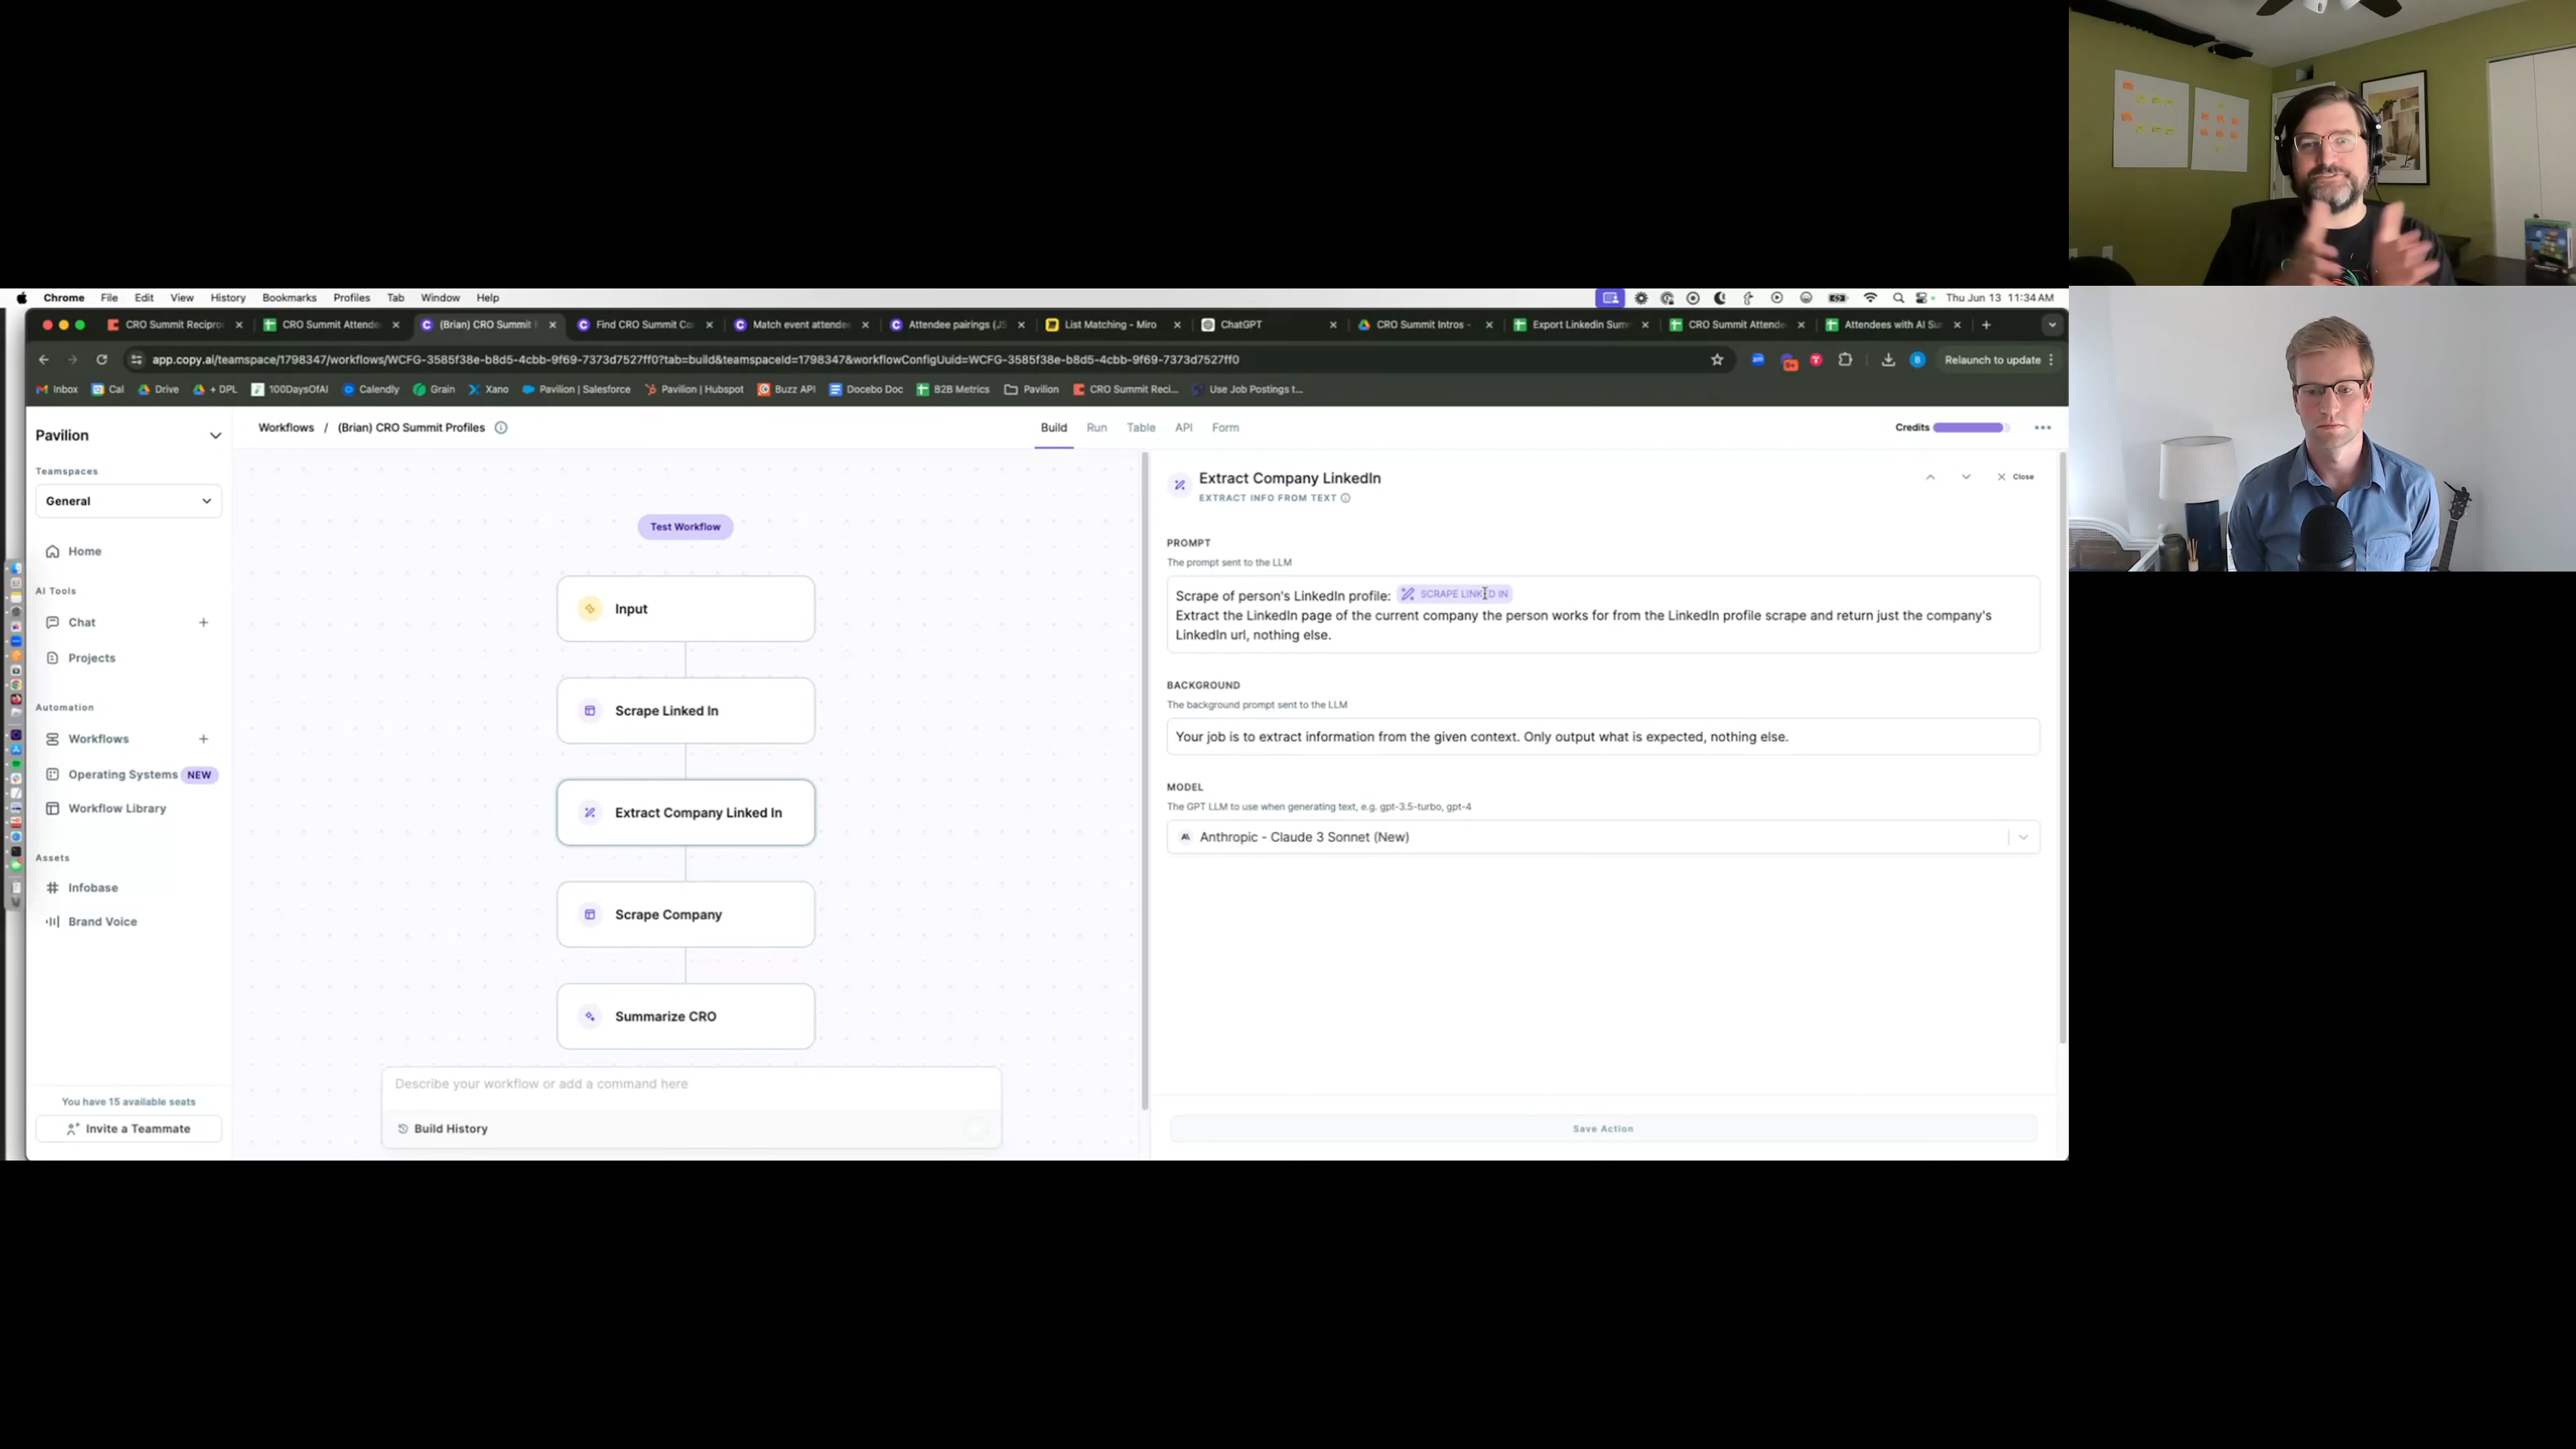 Chrome File Edit View History Bookmarks Profiles Tab Window Help
Thu Jun 13 11:34 AM
CRO Summit Recipro
CRO Summit Attende
(Brian) CRO Summit
Find CRO Summit Co
Match event attende
Attendee pairings (JS
List Matching - Miro
ChatGPT
CRO Summit Intros -
Export Linkedin Sum
CRO Summit Attende
Attendees with AI Su
app.copy.ai/teamspace/1798347/workflows/WCFG-3585f38e-b8d5-4cbb-9f69-7373d7527ff0?tab=build&teamspaceId=1798347&workflowConfigUuid=WCFG-3585f38e-b8d5-4cbb-9f69-7373d7527ff0
B
Relaunch to update
Inbox Cal Drive + DPL 100DaysOfAI Calendly Grain Xano Pavilion | Salesforce Pavilion | Hubspot Buzz API Docebo Doc B2B Metrics Pavilion CRO Summit Reci... Use Job Postings t...
Pavilion
Teamspaces
General
Home
AI Tools
Chat
Projects
Automation
Workflows
Operating Systems NEW
Workflow Library
Assets
Infobase
Brand Voice
You have 15 available seats
Invite a Teammate
Workflows / (Brian) CRO Summit Profiles
Build Run Table API Form
Credits
Test Workflow
Input
Scrape Linked In
Extract Company Linked In
Scrape Company
Summarize CRO
Describe your workflow or add a command here
Build History
Extract Company LinkedIn
EXTRACT INFO FROM TEXT
Close
PROMPT
The prompt sent to the LLM
Scrape of person's LinkedIn profile: SCRAPE LINKED IN
Extract the LinkedIn page of the current company the person works for from the LinkedIn profile scrape and return just the company's
LinkedIn url, nothing else.
BACKGROUND
The background prompt sent to the LLM
Your job is to extract information from the given context. Only output what is expected, nothing else.
MODEL
The GPT LLM to use when generating text, e.g. gpt-3.5-turbo, gpt-4
Anthropic - Claude 3 Sonnet (New)
Save Action